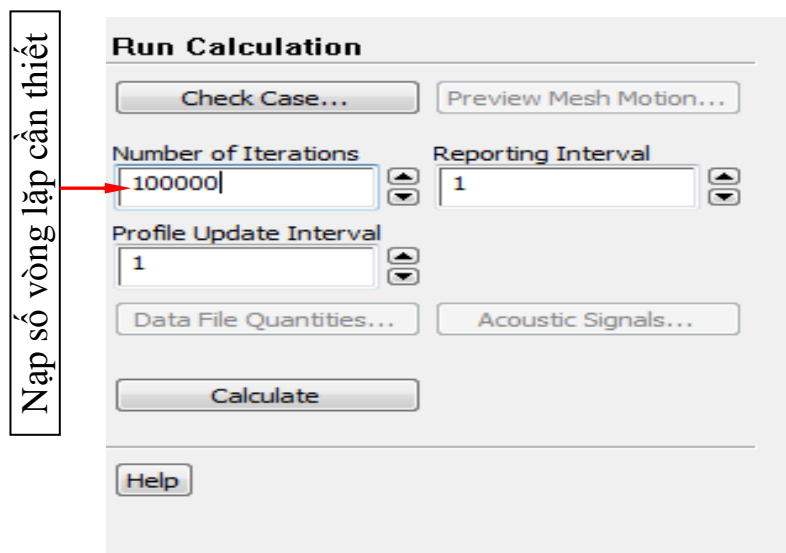 Nạp số vòng lặp cần thiết
Run Calculation
Check Case... Preview Mesh Motion...
Number of Iterations Reporting Interval
100000 1
Profile Update Interval
1
Data File Quantities... Acoustic Signals...
Calculate
Help